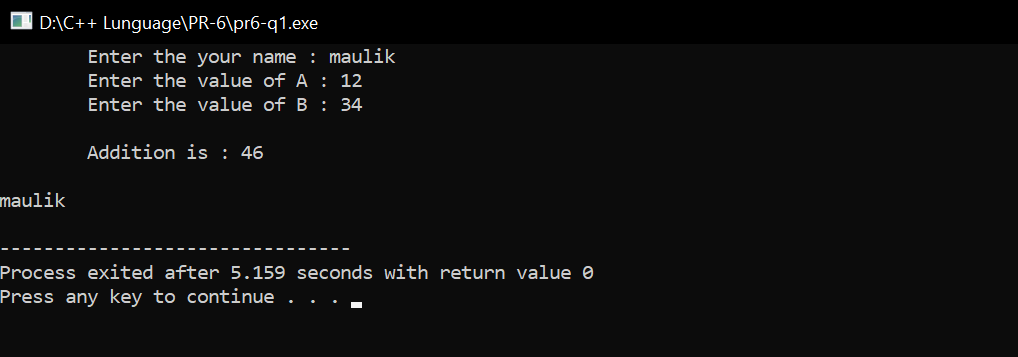 D:\C++ Lunguage\PR-6\pr6-q1.exe
Enter the your name : maulik
Enter the value of A : 12
Enter the value of B : 34
Addition is : 46
maulik
--------------------------------
Process exited after 5.159 seconds with return value 0
Press any key to continue . . .